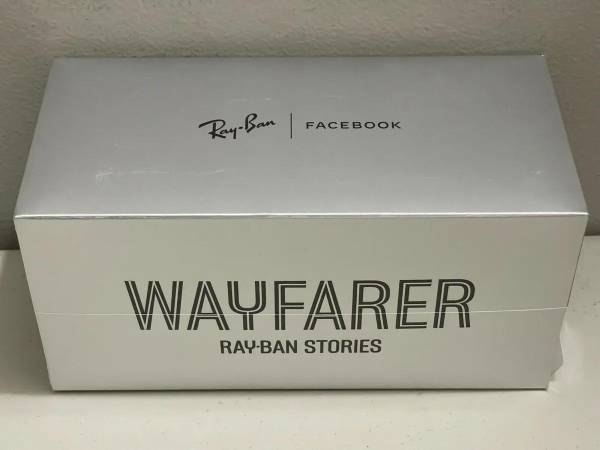 Ray-Ban | FACEBOOK
WAYFARER
RAY-BAN STORIES